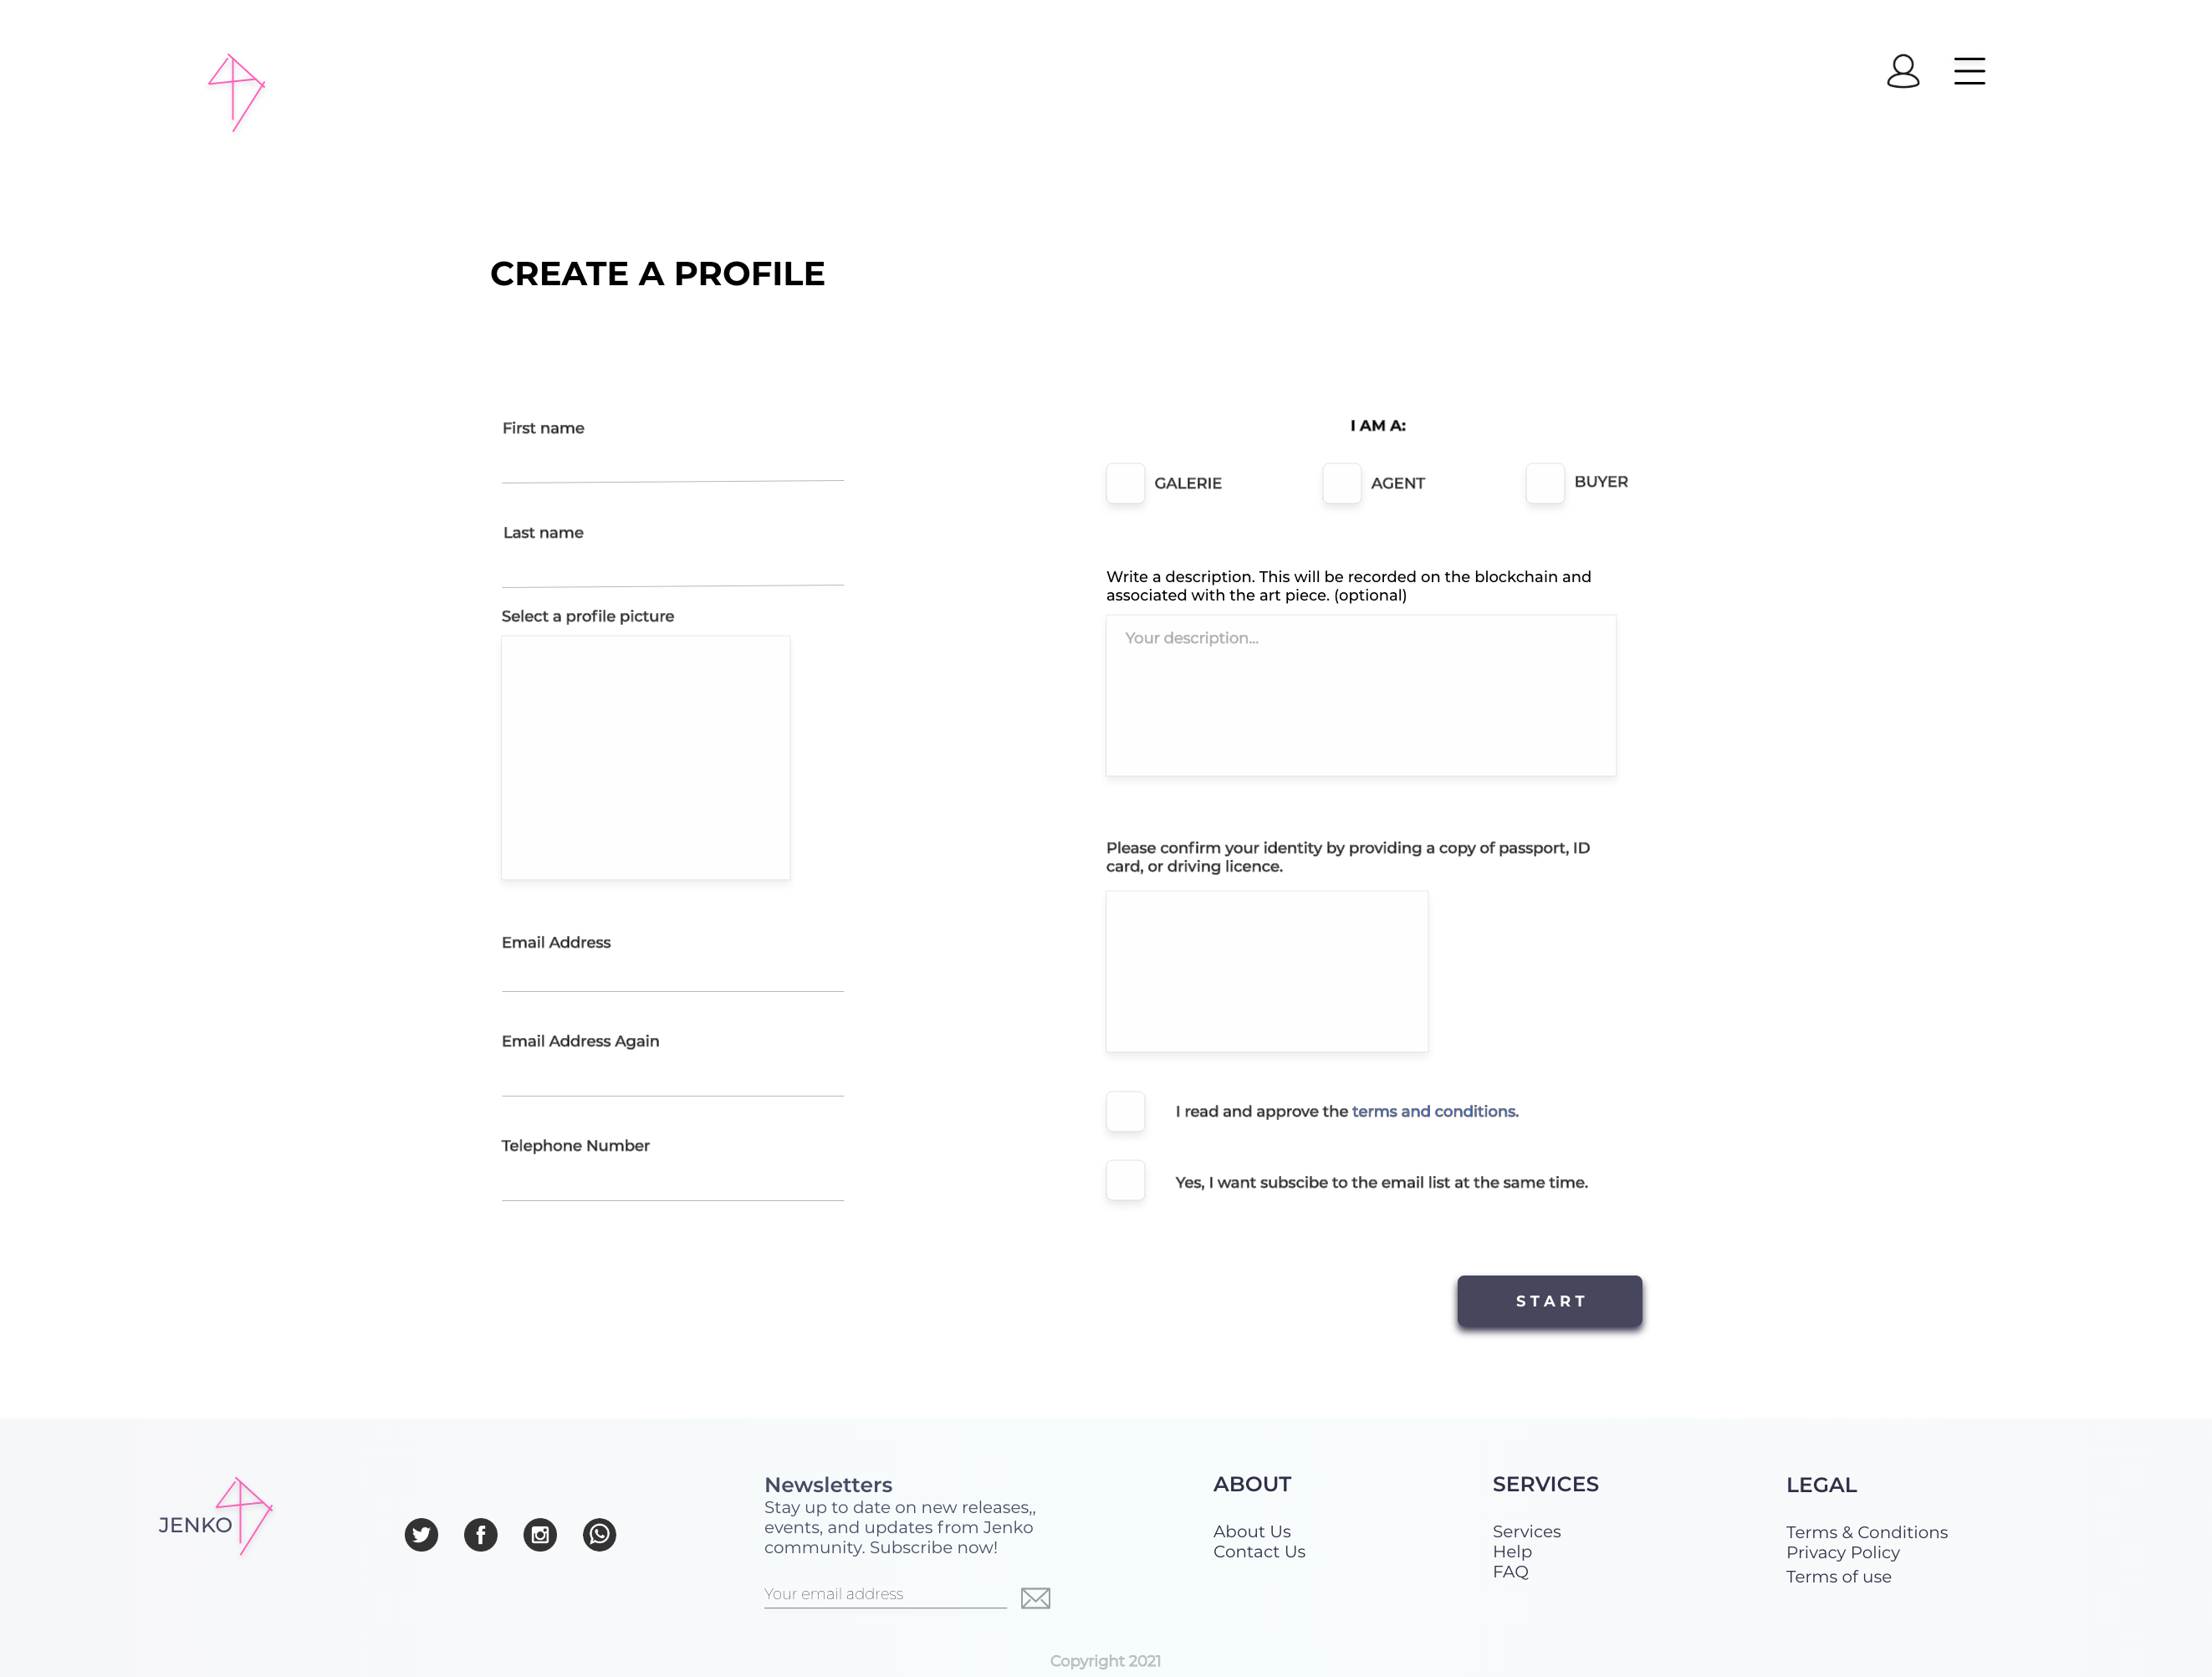 CREATE A PROFILE
First name
Last name
Select a profile picture
Email Address
Email Address Again
Telephone Number
I AM A:
GALERIE
AGENT
BUYER
Write a description. This will be recorded on the blockchain and
associated with the art piece. (optional)
Your description...
Please confirm your identity by providing a copy of passport, ID
card, or driving licence.
I read and approve the terms and conditions.
Yes, I want subscibe to the email list at the same time.
START
JENKO
Newsletters
Stay up to date on new releases,,
events, and updates from Jenko
community. Subscribe now!
Your email address
ABOUT
About Us
Contact Us
SERVICES
Services
Help
FAQ
LEGAL
Terms & Conditions
Privacy Policy
Terms of use
Copyright 2021